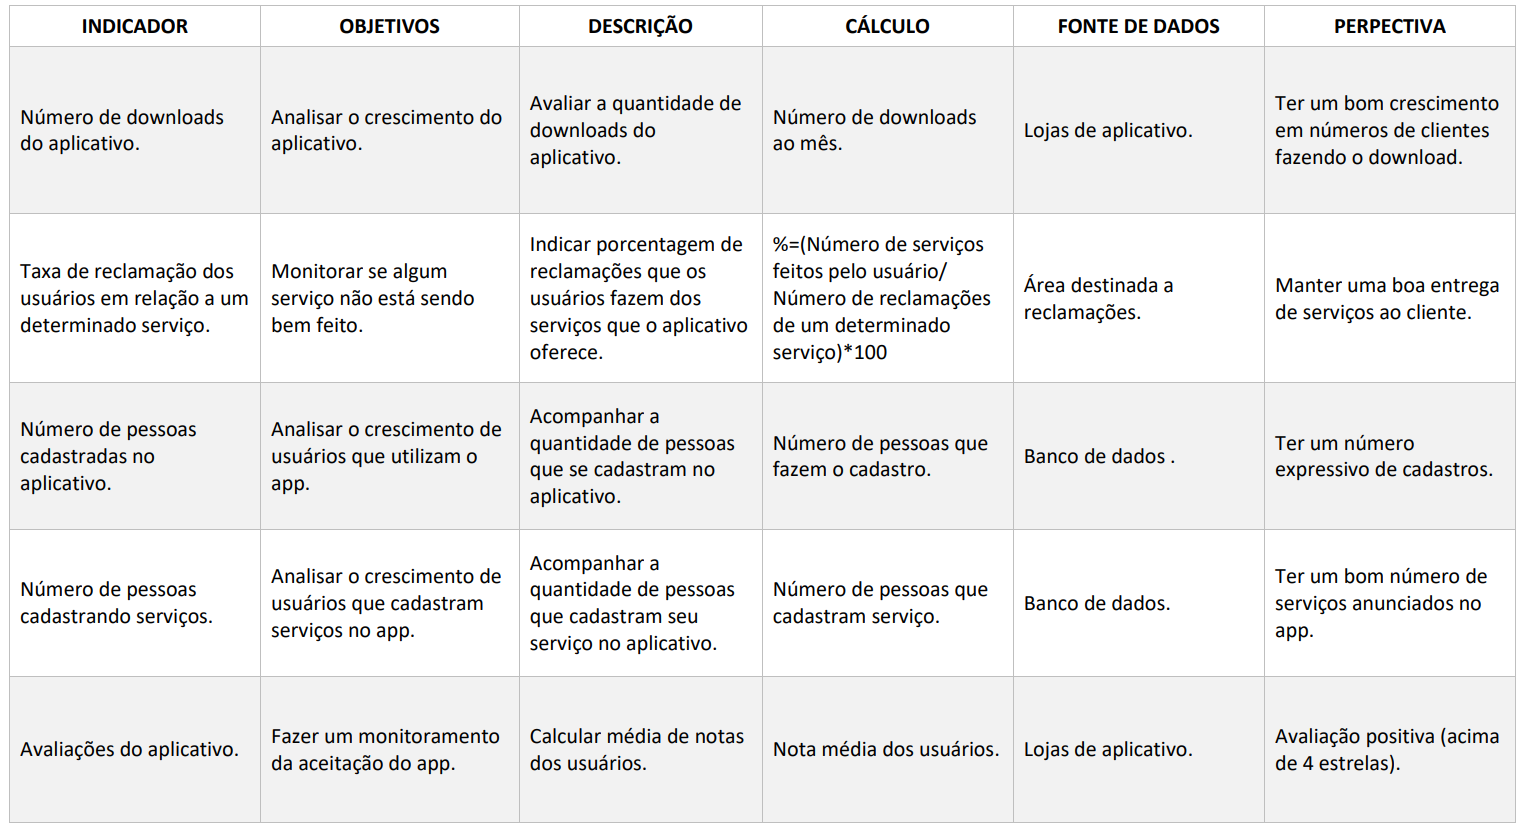 INDICADOR OBJETIVOS DESCRIÇÃO CÁLCULO FONTE DE DADOS PERPECTIVA
Número de downloads
do aplicativo.
Analisar o crescimento do
aplicativo.
Avaliar a quantidade de
downloads do
aplicativo.
Número de downloads
ao mês.
Lojas de aplicativo.
Ter um bom crescimento
em números de clientes
fazendo o download.
Taxa de reclamação dos
usuários em relação a um
determinado serviço.
Monitorar se algum
serviço não está sendo
bem feito.
Indicar porcentagem de
reclamações que os
usuários fazem dos
serviços que o aplicativo
oferece.
%=(Número de serviços
feitos pelo usuário/
Número de reclamações
de um determinado
serviço)*100
Área destinada a
reclamações.
Manter uma boa entrega
de serviços ao cliente.
Número de pessoas
cadastradas no
aplicativo.
Analisar o crescimento de
usuários que utilizam o
app.
Acompanhar a
quantidade de pessoas
que se cadastram no
aplicativo.
Número de pessoas que
fazem o cadastro.
Banco de dados .
Ter um número
expressivo de cadastros.
Número de pessoas
cadastrando serviços.
Analisar o crescimento de
usuários que cadastram
serviços no app.
Acompanhar a
quantidade de pessoas
que cadastram seu
serviço no aplicativo.
Número de pessoas que
cadastram serviço.
Banco de dados.
Ter um bom número de
serviços anunciados no
app.
Avaliações do aplicativo.
Fazer um monitoramento
da aceitação do app.
Calcular média de notas
dos usuários.
Nota média dos usuários.
Lojas de aplicativo.
Avaliação positiva (acima
de 4 estrelas).